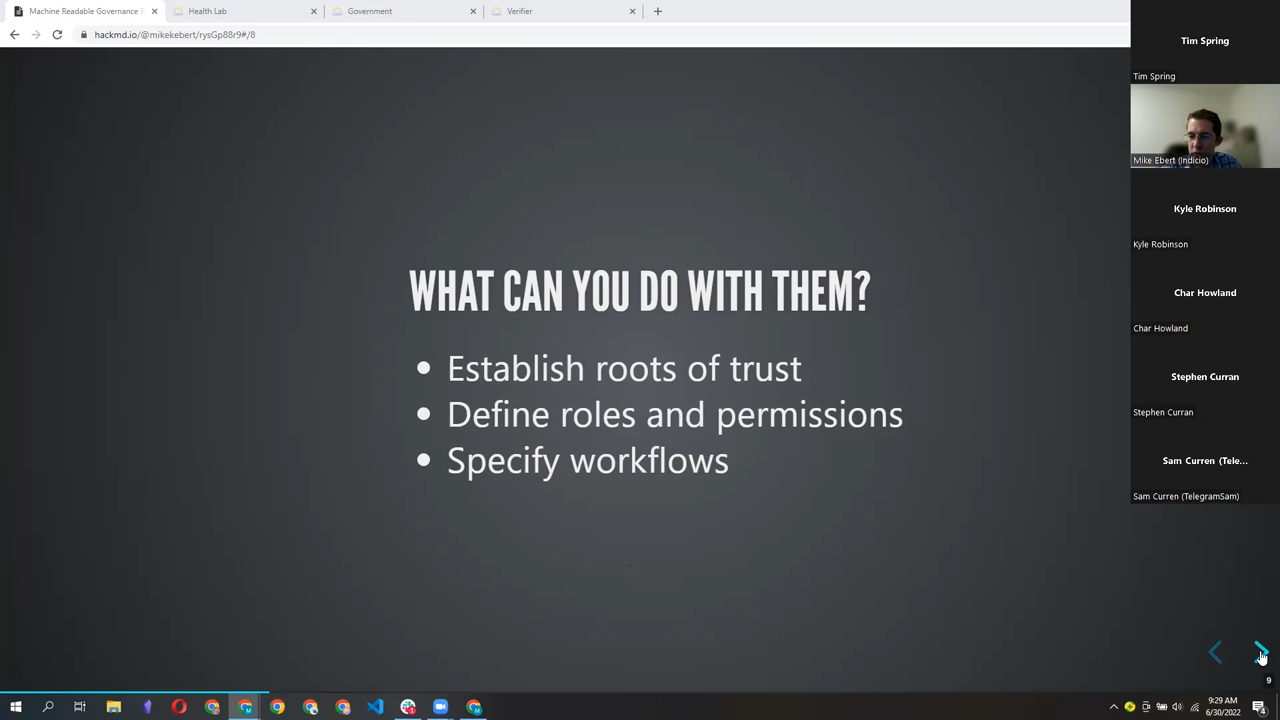 Machine Readable Governance F
Health Lab
Government
Verifier
hackmd.io/@mikekebert/rysGp88r9#/8
WHAT CAN YOU DO WITH THEM?
Establish roots of trust
Define roles and permissions
Specify workflows
Tim Spring
Tim Spring
Mike Ebert (Indicio)
Kyle Robinson
Kyle Robinson
Char Howland
Char Howland
Stephen Curran
Stephen Curran
Sam Curren (Tele...
Sam Curren (TelegramSam)
9
9:29 AM
6/30/2022
4